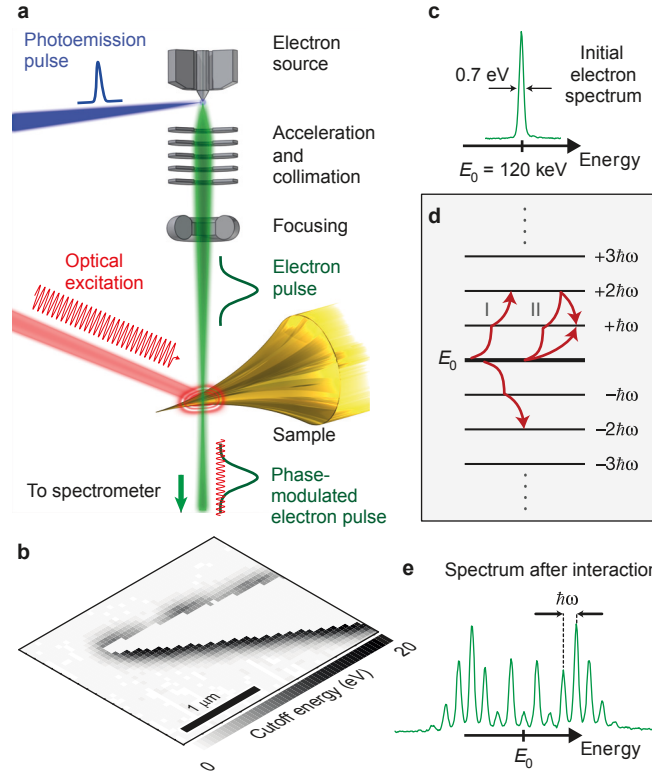 a
Photoemission
pulse
Electron
source
Acceleration
and
collimation
Focusing
Optical
excitation
Electron
pulse
Sample
To spectrometer
Phase-
modulated
electron pulse
b
1 µm
0
Cutoff energy (eV)
20
c
0.7 eV
Initial
electron
spectrum
Energy
E₀ = 120 keV
d
+3ħω
+2ħω
I
II
+ħω
E₀
−ħω
−2ħω
−3ħω
e
Spectrum after interaction
ħω
E₀
Energy